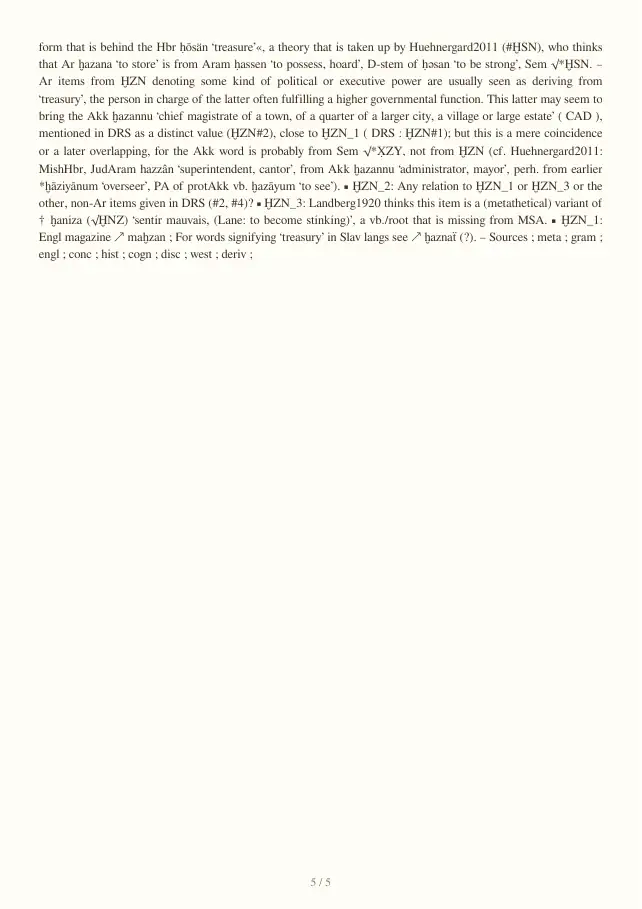 form that is behind the Hbr ḥōsän ‘treasure’«, a theory that is taken up by Huehnergard2011 (#ḪSN), who thinks
that Ar ḫazana ‘to store’ is from Aram ḥassen ‘to possess, hoard’, D-stem of ḥəsan ‘to be strong’, Sem √*ḪSN. –
Ar items from ḪZN denoting some kind of political or executive power are usually seen as deriving from
‘treasury’, the person in charge of the latter often fulfilling a higher governmental function. This latter may seem to
bring the Akk ḫazannu ‘chief magistrate of a town, of a quarter of a larger city, a village or large estate’ ( CAD ),
mentioned in DRS as a distinct value (ḪZN#2), close to ḪZN_1 ( DRS : ḪZN#1); but this is a mere coincidence
or a later overlapping, for the Akk word is probably from Sem √*XZY, not from ḪZN (cf. Huehnergard2011:
MishHbr, JudAram hazzân ‘superintendent, cantor’, from Akk ḫazannu ‘administrator, mayor’, perh. from earlier
*ḫāziyānum ‘overseer’, PA of protAkk vb. ḫazāyum ‘to see’). ▪ ḪZN_2: Any relation to ḪZN_1 or ḪZN_3 or the
other, non-Ar items given in DRS (#2, #4)? ▪ ḪZN_3: Landberg1920 thinks this item is a (metathetical) variant of
† ḫaniza (√ḪNZ) ‘sentir mauvais, (Lane: to become stinking)’, a vb./root that is missing from MSA. ▪ ḪZN_1:
Engl magazine ↗ maḫzan ; For words signifying ‘treasury’ in Slav langs see ↗ ḫaznaẗ (?). – Sources ; meta ; gram ;
engl ; conc ; hist ; cogn ; disc ; west ; deriv ;
5 / 5